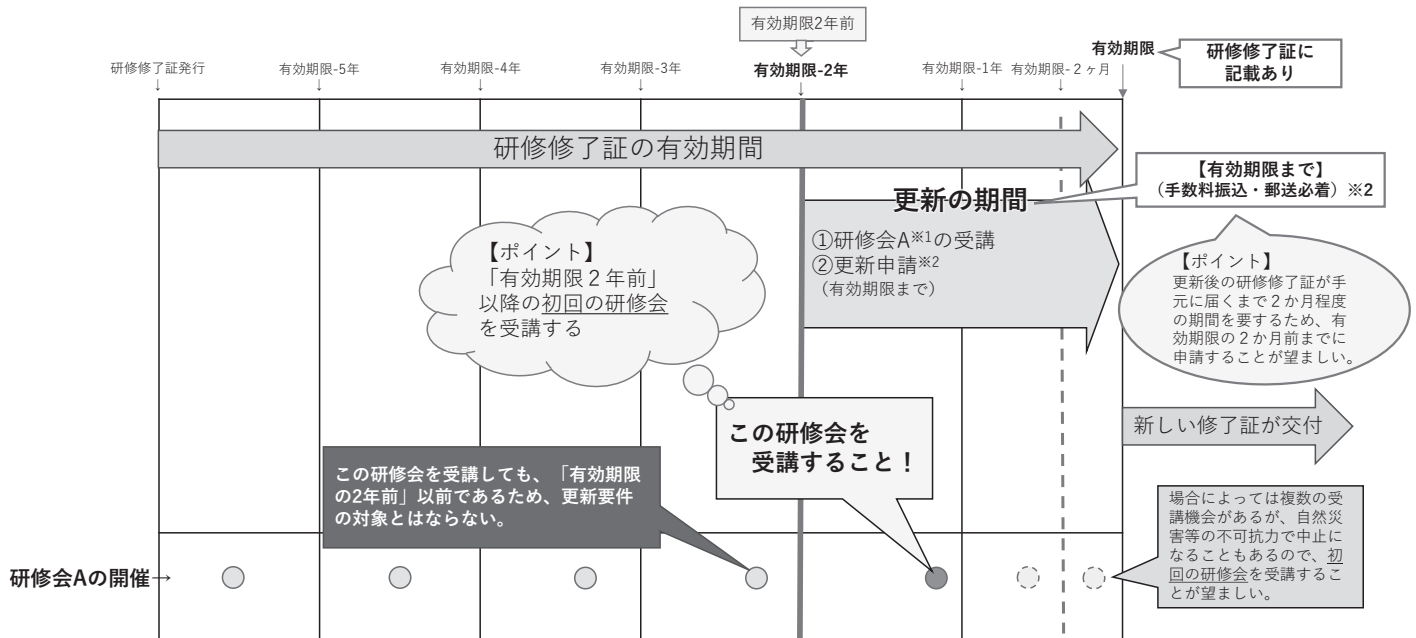 有効期限2年前
研修修了証発行
有効期限-5年
有効期限-4年
有効期限-3年
有効期限-2年
有効期限-1年
有効期限-２ヶ月
有効期限
研修修了証に
記載あり
研修修了証の有効期間
【有効期限まで】
（手数料振込・郵送必着）※2
更新の期間
①研修会A※1の受講
②更新申請※2
（有効期限まで）
【ポイント】
「有効期限２年前」
以降の初回の研修会
を受講する
【ポイント】
更新後の研修修了証が手
元に届くまで２か月程度
の期間を要するため、有
効期限の２か月前までに
申請することが望ましい。
新しい修了証が交付
この研修会を
受講すること！
この研修会を受講しても、「有効期限
の2年前」以前であるため、更新要件
の対象とはならない。
場合によっては複数の受
講機会があるが、自然災
害等の不可抗力で中止に
なることもあるので、初
回の研修会を受講するこ
とが望ましい。
研修会Aの開催→